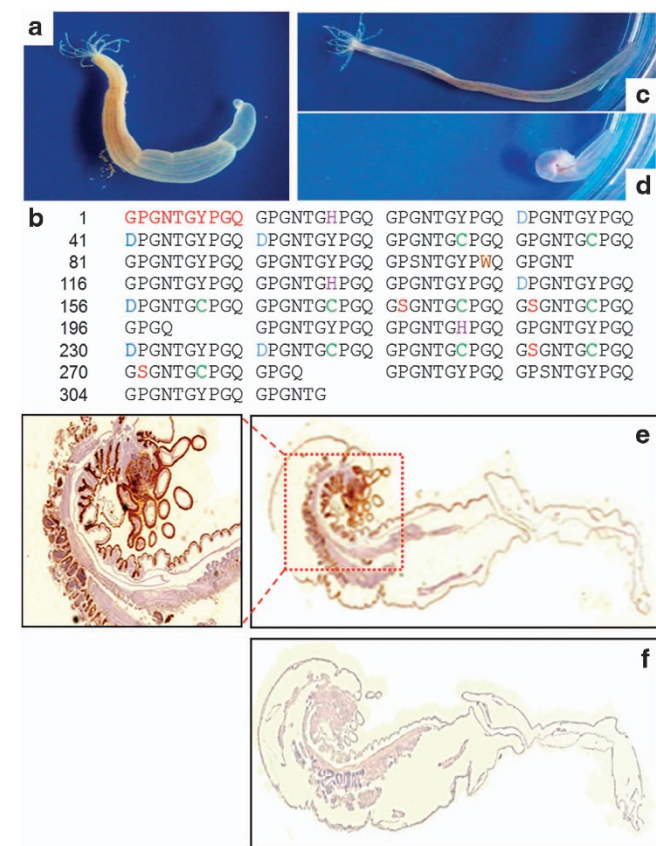 a
c
d
b
1 GPGNTGYPGQ GPGNTGHPGQ GPGNTGYPGQ DPGNTGYPGQ
41 DPGNTGYPGQ DPGNTGYPGQ GPGNTGCPGQ GPGNTGCPGQ
81 GPGNTGYPGQ GPGNTGYPGQ GPSNTGYPWQ GPGNT
116 GPGNTGYPGQ GPGNTGHPGQ GPGNTGYPGQ DPGNTGYPGQ
156 DPGNTGCPGQ GPGNTGCPGQ GSGNTGCPGQ GSGNTGCPGQ
196 GPGQ GPGNTGYPGQ GPGNTGHPGQ GPGNTGYPGQ
230 DPGNTGYPGQ DPGNTGCPGQ GPGNTGCPGQ GSGNTGCPGQ
270 GSGNTGCPGQ GPGQ GPGNTGYPGQ GPSNTGYPGQ
304 GPGNTGYPGQ GPGNTG
e
f